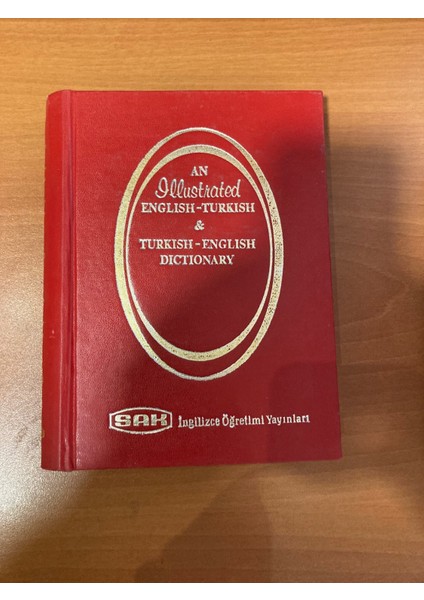 AN
Illustrated
ENGLISH-TURKISH
&
TURKISH-ENGLISH
DICTIONARY
SAK İngilizce Öğretimi Yayınları